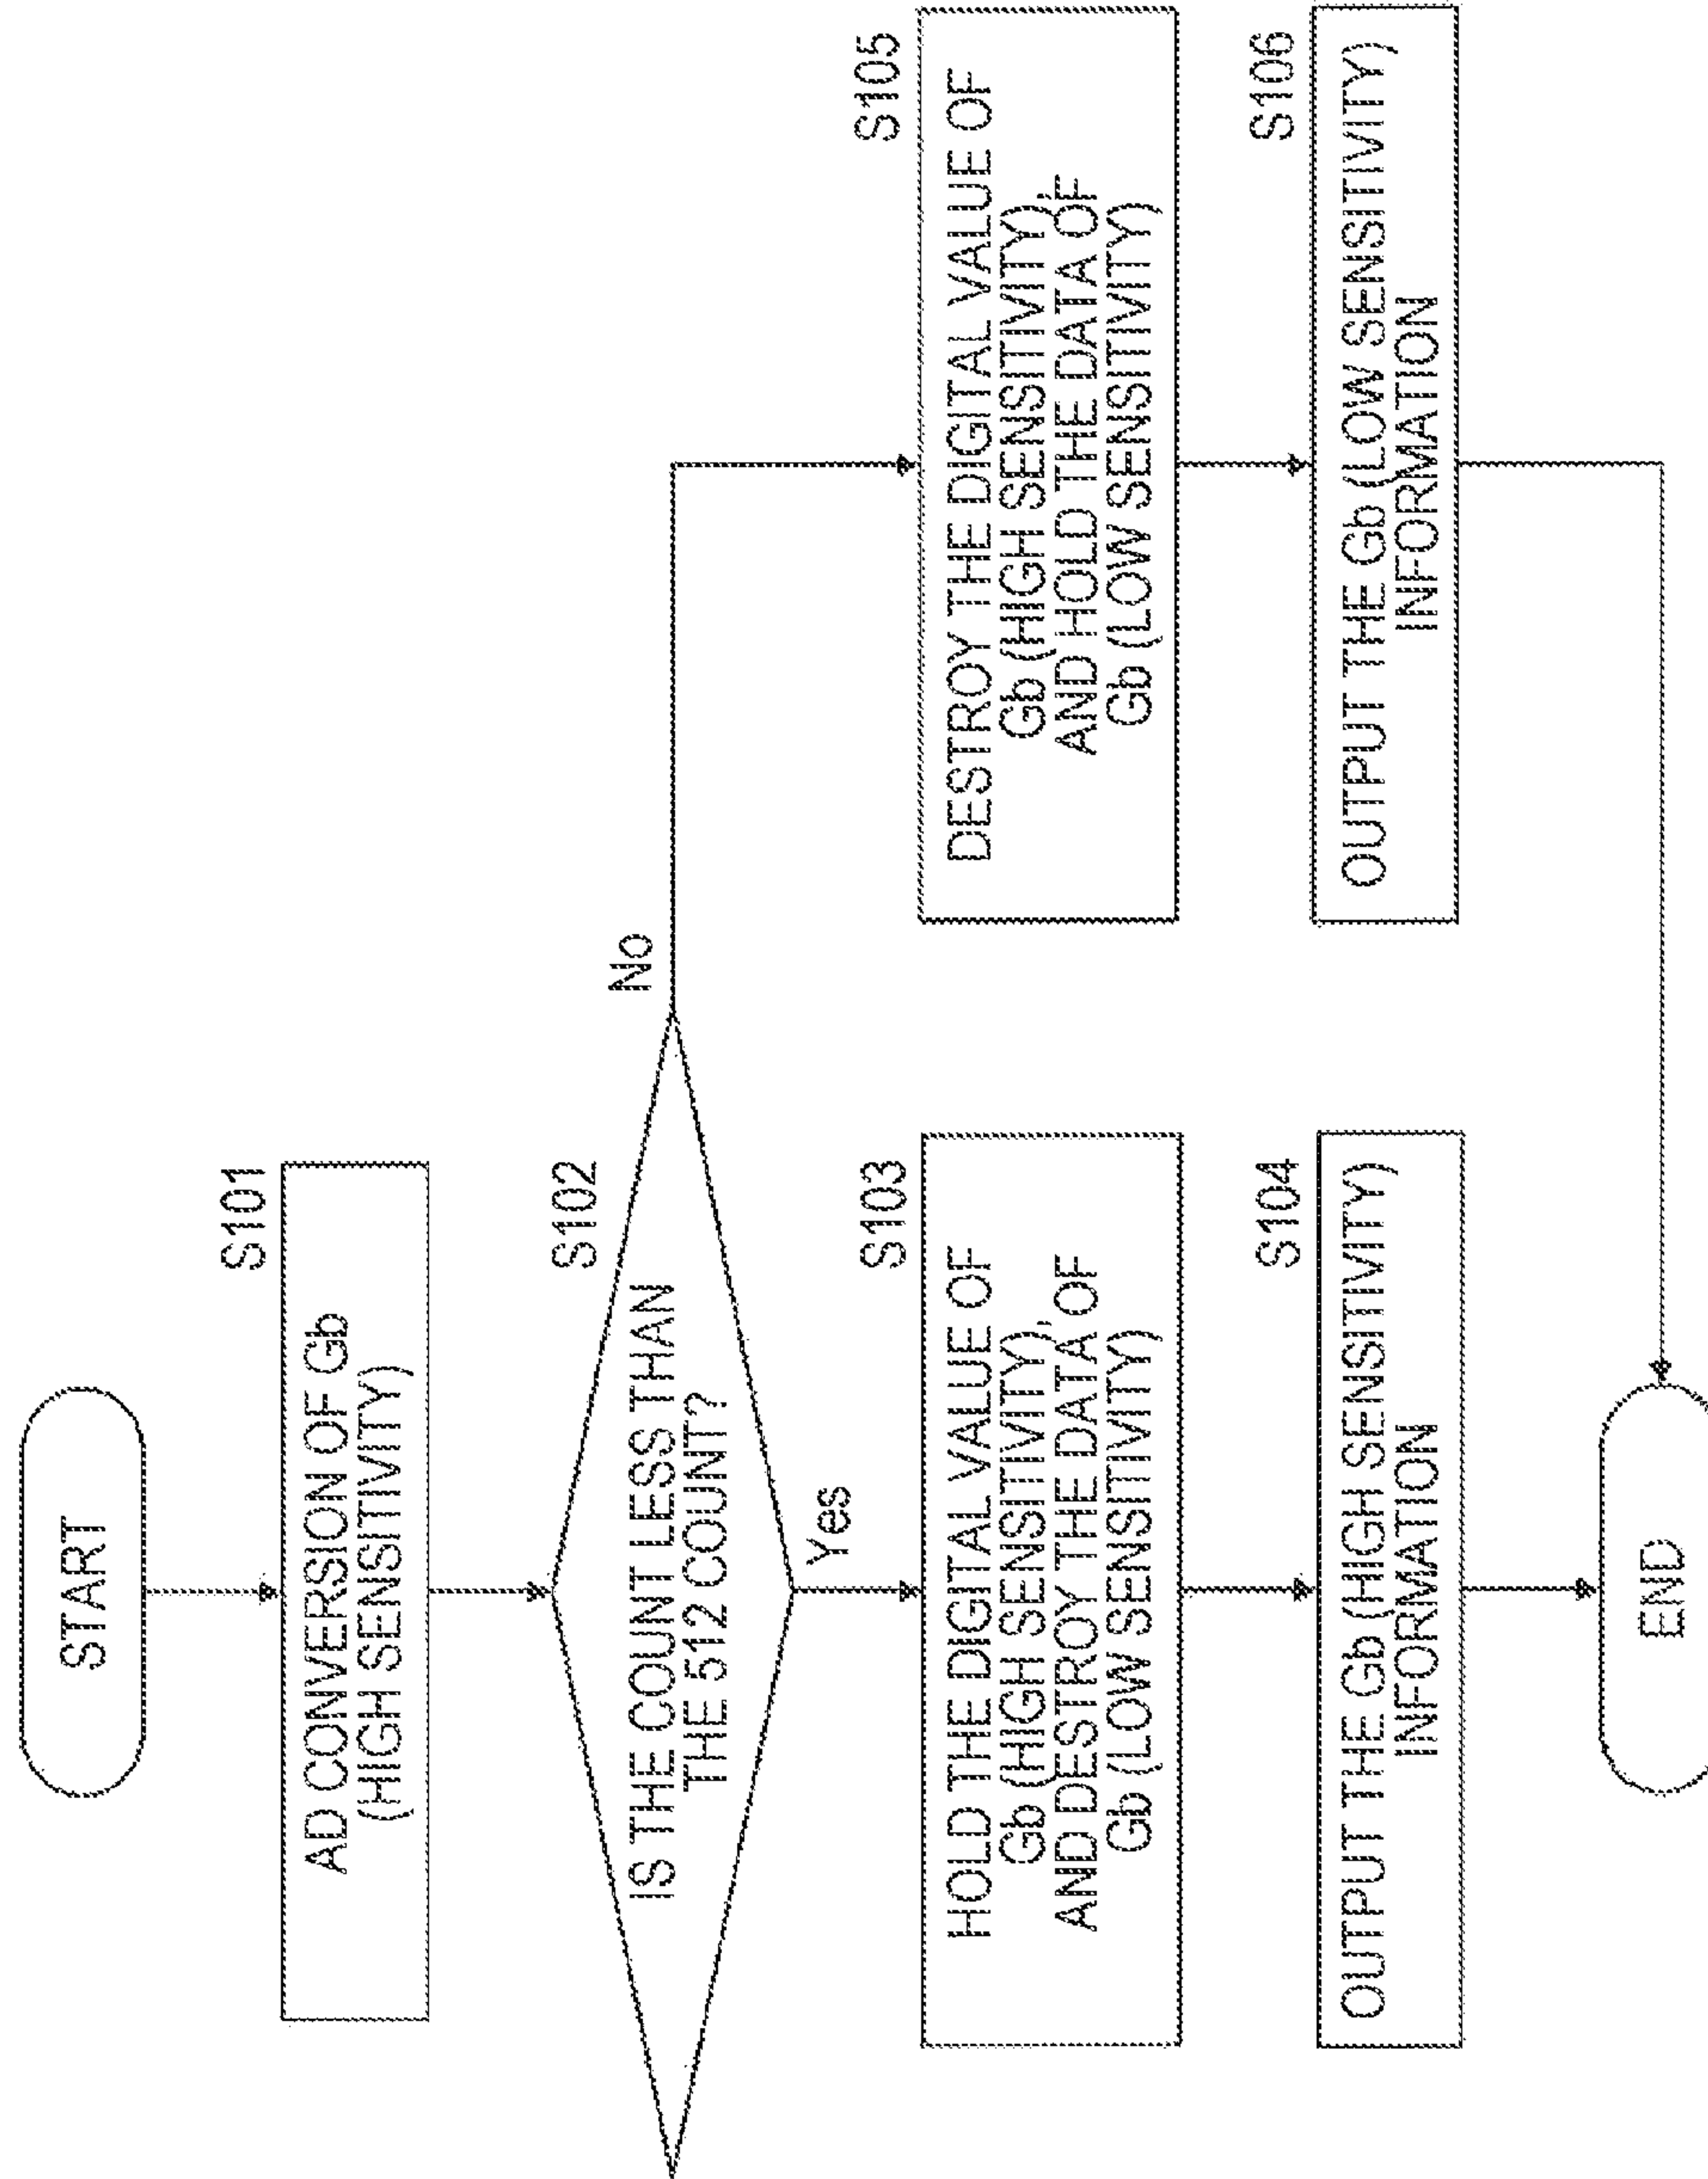 START
S101
AD CONVERSION OF Gb
(HIGH SENSITIVITY)
S102
IS THE COUNT LESS THAN
THE 512 COUNT?
No
Yes
S103
HOLD THE DIGITAL VALUE OF
Gb (HIGH SENSITIVITY),
AND DESTROY THE DATA OF
Gb (LOW SENSITIVITY)
S104
OUTPUT THE Gb (HIGH SENSITIVITY)
INFORMATION
S105
DESTROY THE DIGITAL VALUE OF
Gb (HIGH SENSITIVITY),
AND HOLD THE DATA OF
Gb (LOW SENSITIVITY)
S106
OUTPUT THE Gb (LOW SENSITIVITY)
INFORMATION
END